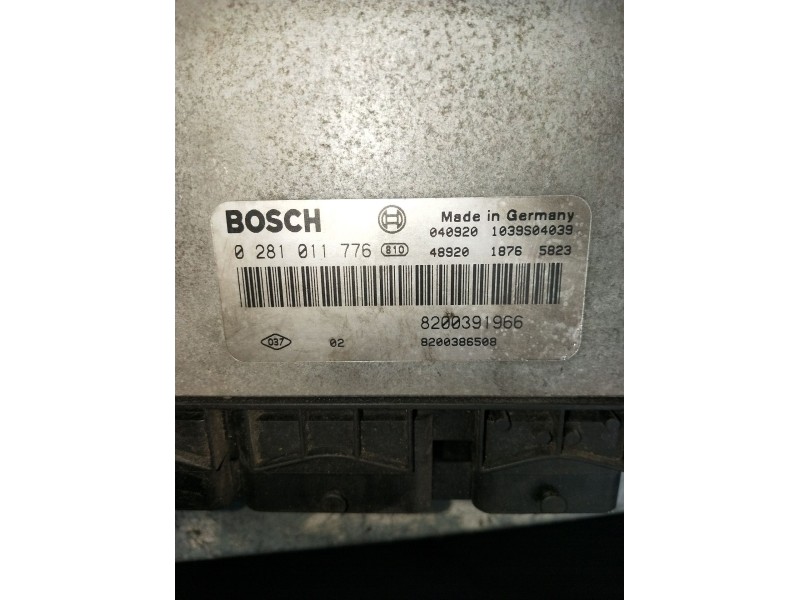 BOSCH
Made in Germany
040920 1039S04039
0 281 011 776 810
48920 1876 5823
8200391966
037 02 8200386508